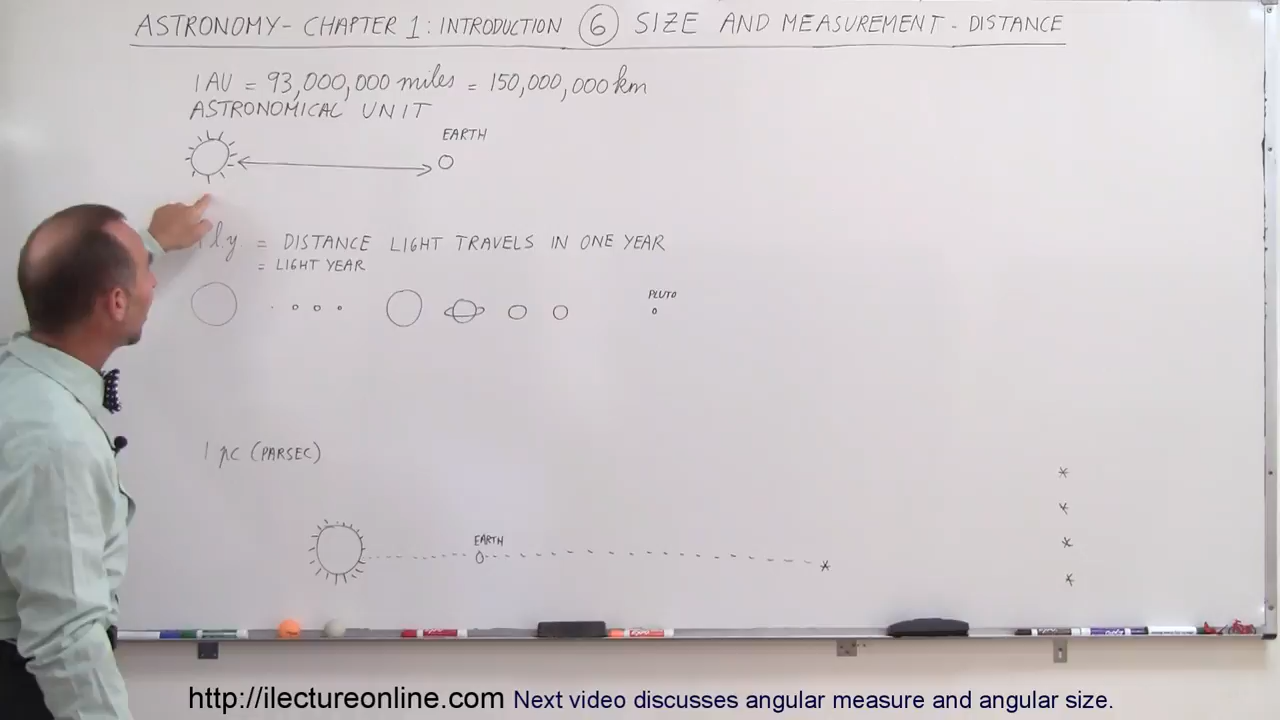 ASTRONOMY - CHAPTER 1: INTRODUCTION 6 SIZE AND MEASUREMENT - DISTANCE
1 AU = 93,000,000 miles = 150,000,000 km
ASTRONOMICAL UNIT
EARTH
1 l.y. = DISTANCE LIGHT TRAVELS IN ONE YEAR
= LIGHT YEAR
PLUTO
1 pc (PARSEC)
EARTH
http://ilectureonline.com Next video discusses angular measure and angular size.